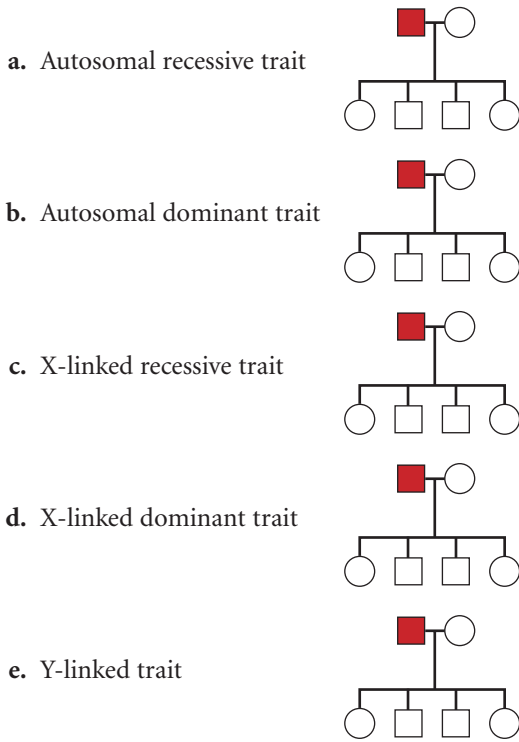 a. Autosomal recessive trait
b. Autosomal dominant trait
c. X-linked recessive trait
d. X-linked dominant trait
e. Y-linked trait